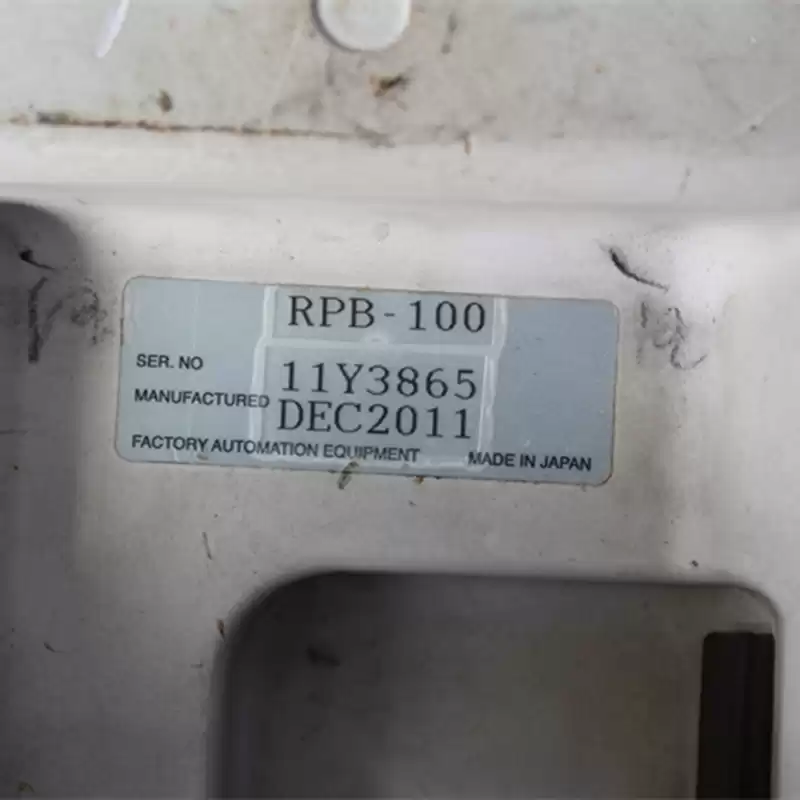 RPB-100
SER. NO 11Y3865
MANUFACTURED DEC2011
FACTORY AUTOMATION EQUIPMENT MADE IN JAPAN